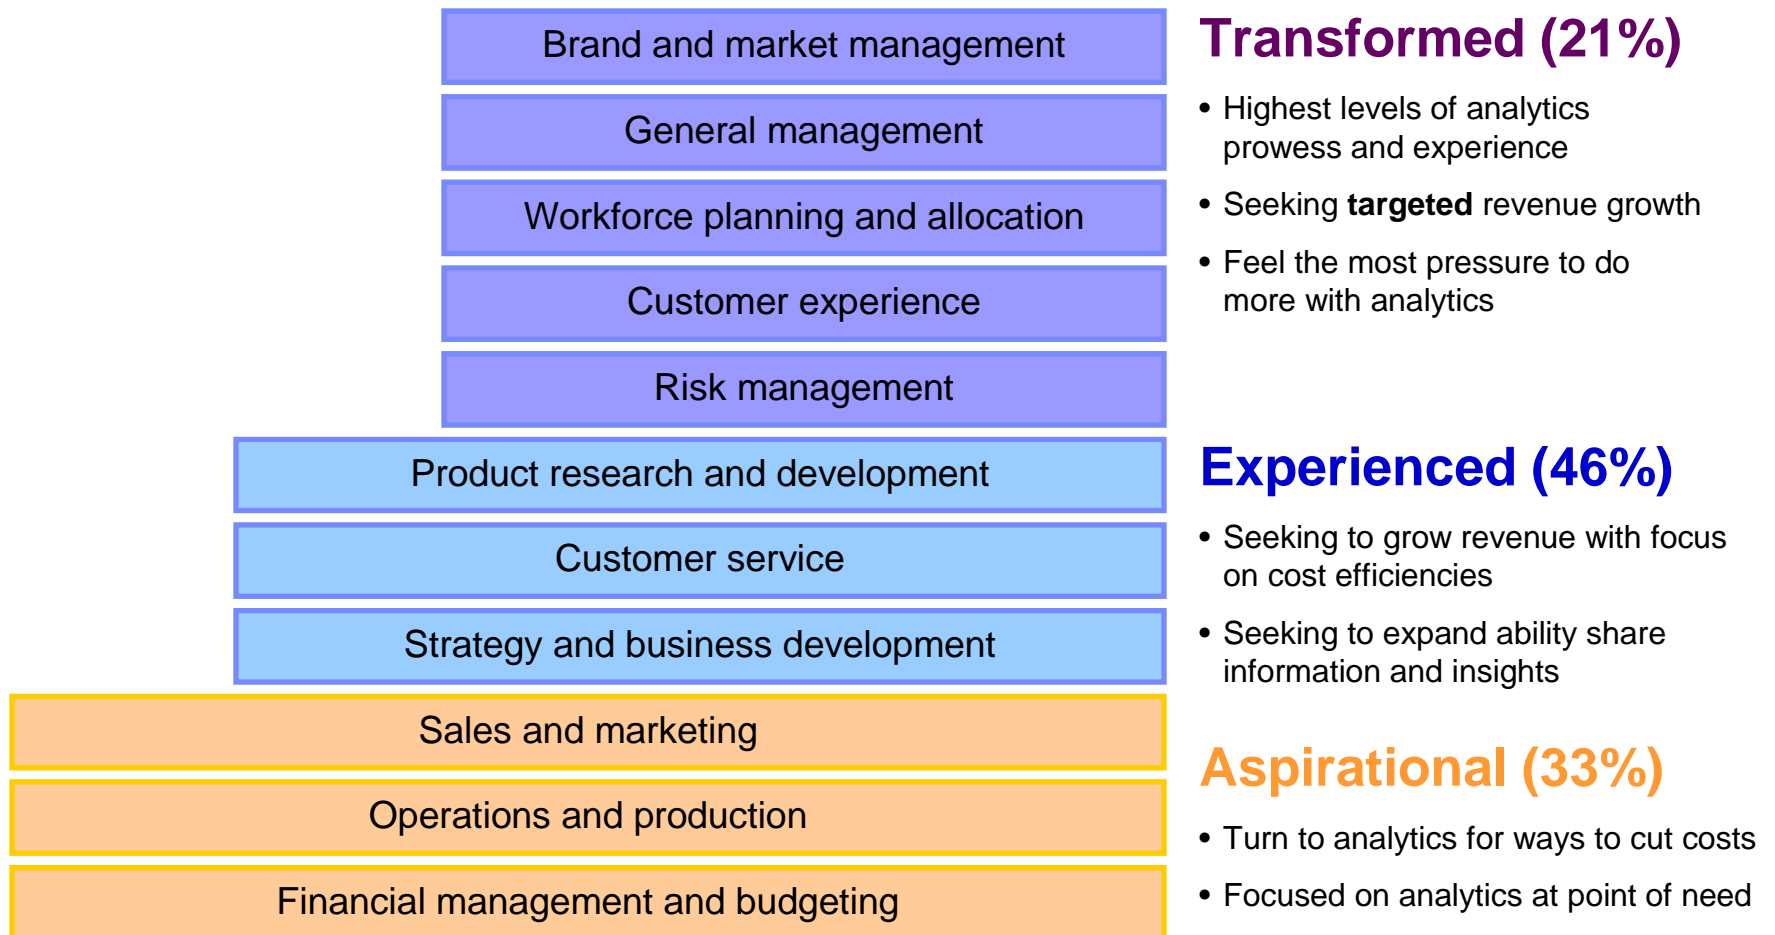 Brand and market management
General management
Workforce planning and allocation
Customer experience
Risk management
Product research and development
Customer service
Strategy and business development
Sales and marketing
Operations and production
Financial management and budgeting
Transformed (21%)
• Highest levels of analytics
prowess and experience
• Seeking targeted revenue growth
• Feel the most pressure to do
more with analytics
Experienced (46%)
• Seeking to grow revenue with focus
on cost efficiencies
• Seeking to expand ability share
information and insights
Aspirational (33%)
• Turn to analytics for ways to cut costs
• Focused on analytics at point of need